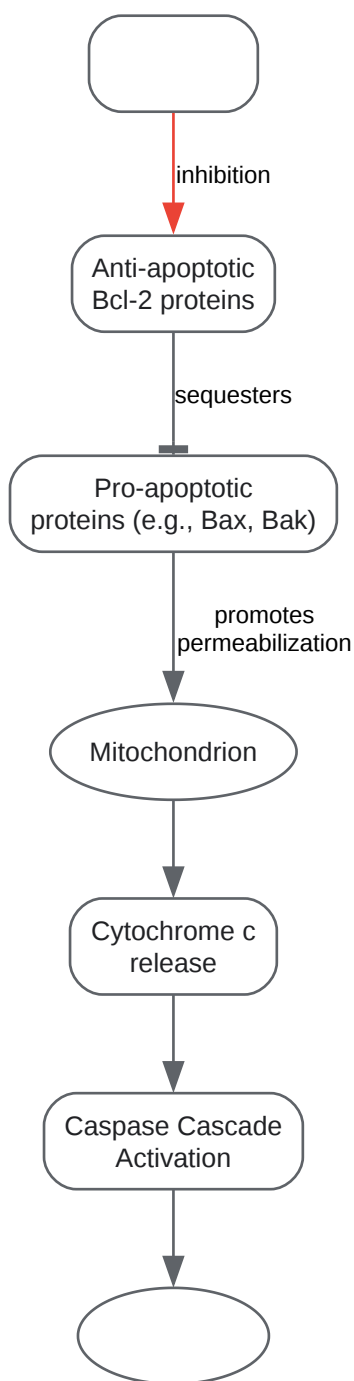 inhibition
Anti-apoptotic
Bcl-2 proteins
sequesters
Pro-apoptotic
proteins (e.g., Bax, Bak)
promotes
permeabilization
Mitochondrion
Cytochrome c
release
Caspase Cascade
Activation